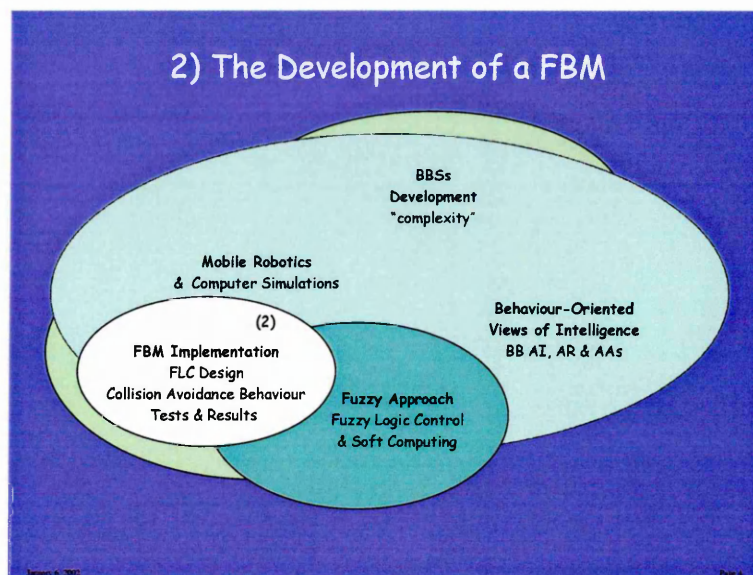 2) The Development of a FBM
BBSs
Development
"complexity"
Mobile Robotics
& Computer Simulations
Behaviour-Oriented
Views of Intelligence
BB AI, AR & AAs
(2)
FBM Implementation
FLC Design
Collision Avoidance Behaviour
Tests & Results
Fuzzy Approach
Fuzzy Logic Control
& Soft Computing